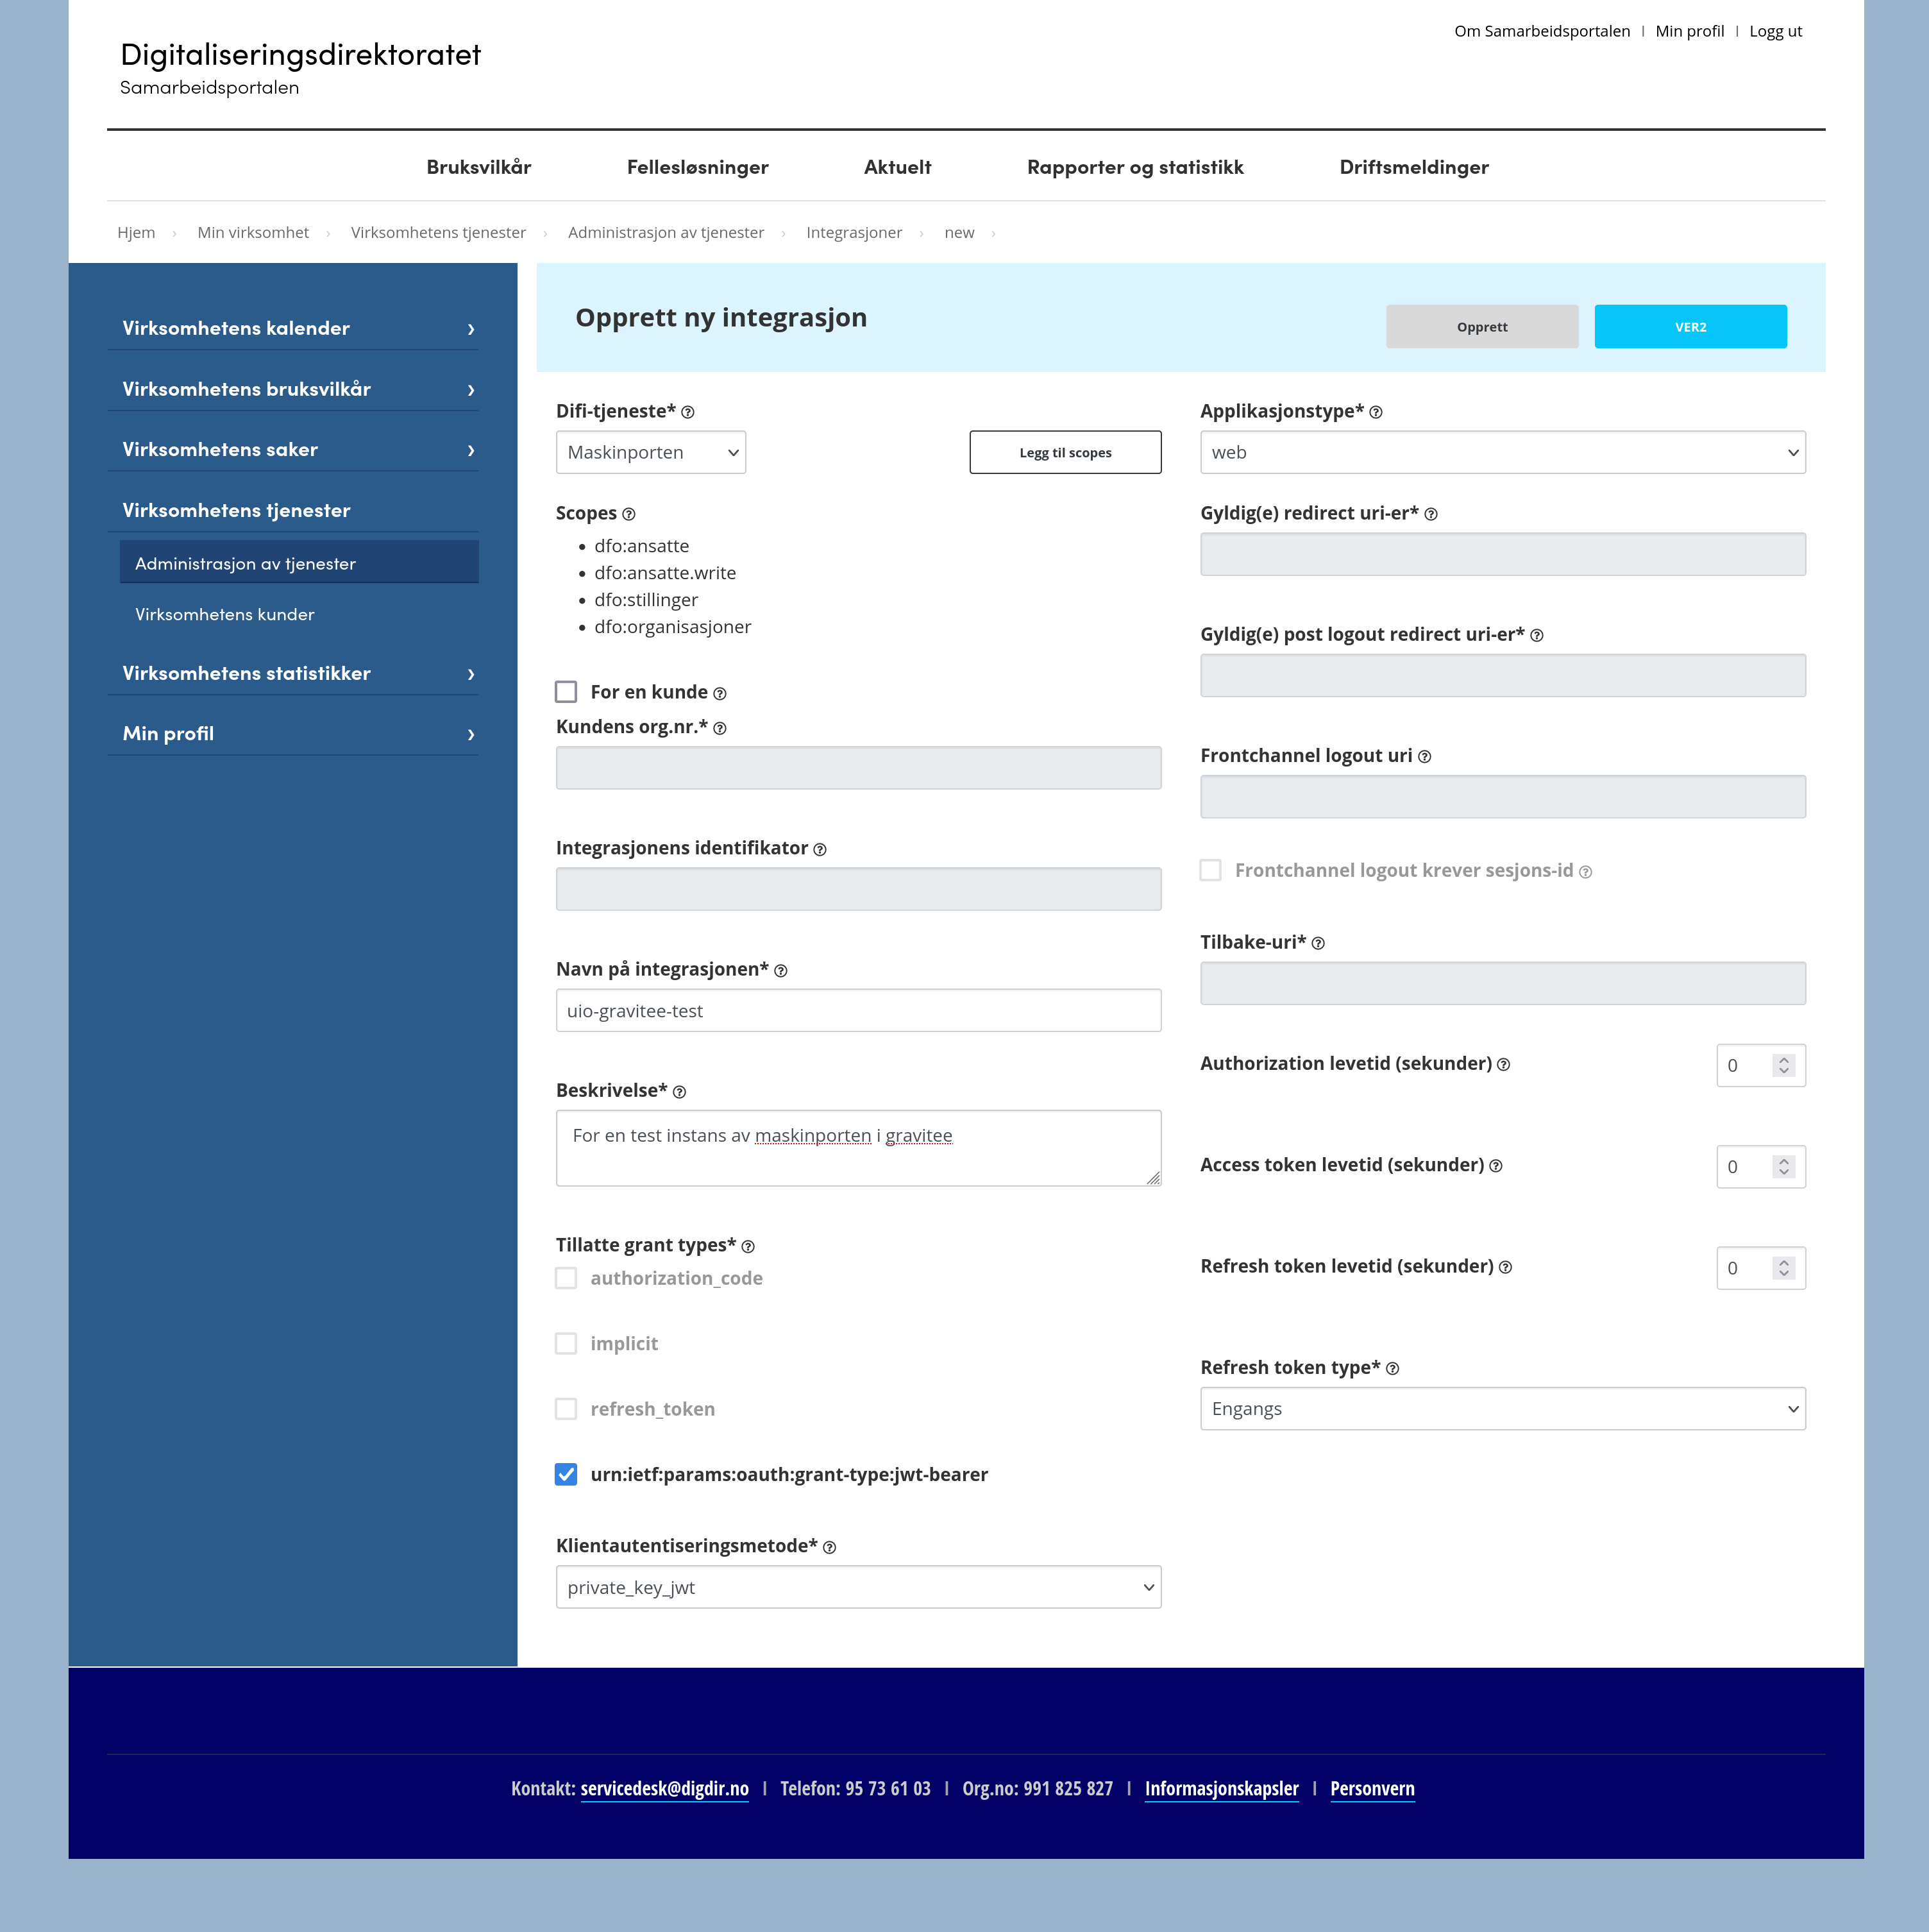 Om Samarbeidsportalen | Min profil | Logg ut
Digitaliseringsdirektoratet
Samarbeidsportalen
Bruksvilkår Fellesløsninger Aktuelt Rapporter og statistikk Driftsmeldinger
Hjem › Min virksomhet › Virksomhetens tjenester › Administrasjon av tjenester › Integrasjoner › new ›
Virksomhetens kalender ›
Virksomhetens bruksvilkår ›
Virksomhetens saker ›
Virksomhetens tjenester
Administrasjon av tjenester
Virksomhetens kunder
Virksomhetens statistikker ›
Min profil ›
Opprett ny integrasjon
Opprett
VER2
Difi-tjeneste*
Maskinporten
Legg til scopes
Scopes
• dfo:ansatte
• dfo:ansatte.write
• dfo:stillinger
• dfo:organisasjoner
For en kunde
Kundens org.nr.*
Integrasjonens identifikator
Navn på integrasjonen*
uio-gravitee-test
Beskrivelse*
For en test instans av maskinporten i gravitee
Tillatte grant types*
authorization_code
implicit
refresh_token
urn:ietf:params:oauth:grant-type:jwt-bearer
Klientautentiseringsmetode*
private_key_jwt
Applikasjonstype*
web
Gyldig(e) redirect uri-er*
Gyldig(e) post logout redirect uri-er*
Frontchannel logout uri
Frontchannel logout krever sesjons-id
Tilbake-uri*
Authorization levetid (sekunder)
0
Access token levetid (sekunder)
0
Refresh token levetid (sekunder)
0
Refresh token type*
Engangs
Kontakt: servicedesk@digdir.no | Telefon: 95 73 61 03 | Org.no: 991 825 827 | Informasjonskapsler | Personvern